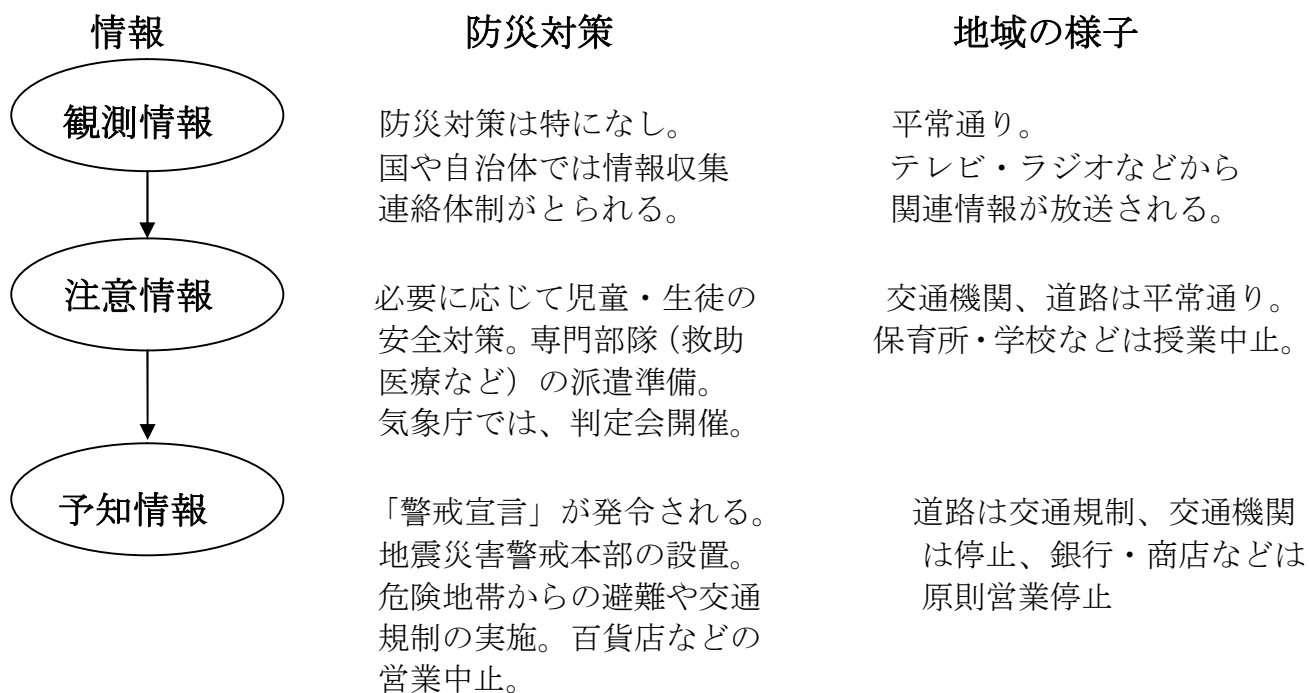 情報 防災対策 地域の様子
観測情報
防災対策は特になし。
国や自治体では情報収集
連絡体制がとられる。
平常通り。
テレビ・ラジオなどから
関連情報が放送される。
注意情報
必要に応じて児童・生徒の
安全対策。専門部隊（救助
医療など）の派遣準備。
気象庁では、判定会開催。
交通機関、道路は平常通り。
保育所・学校などは授業中止。
予知情報
「警戒宣言」が発令される。
地震災害警戒本部の設置。
危険地帯からの避難や交通
規制の実施。百貨店などの
営業中止。
道路は交通規制、交通機関
は停止、銀行・商店などは
原則営業停止